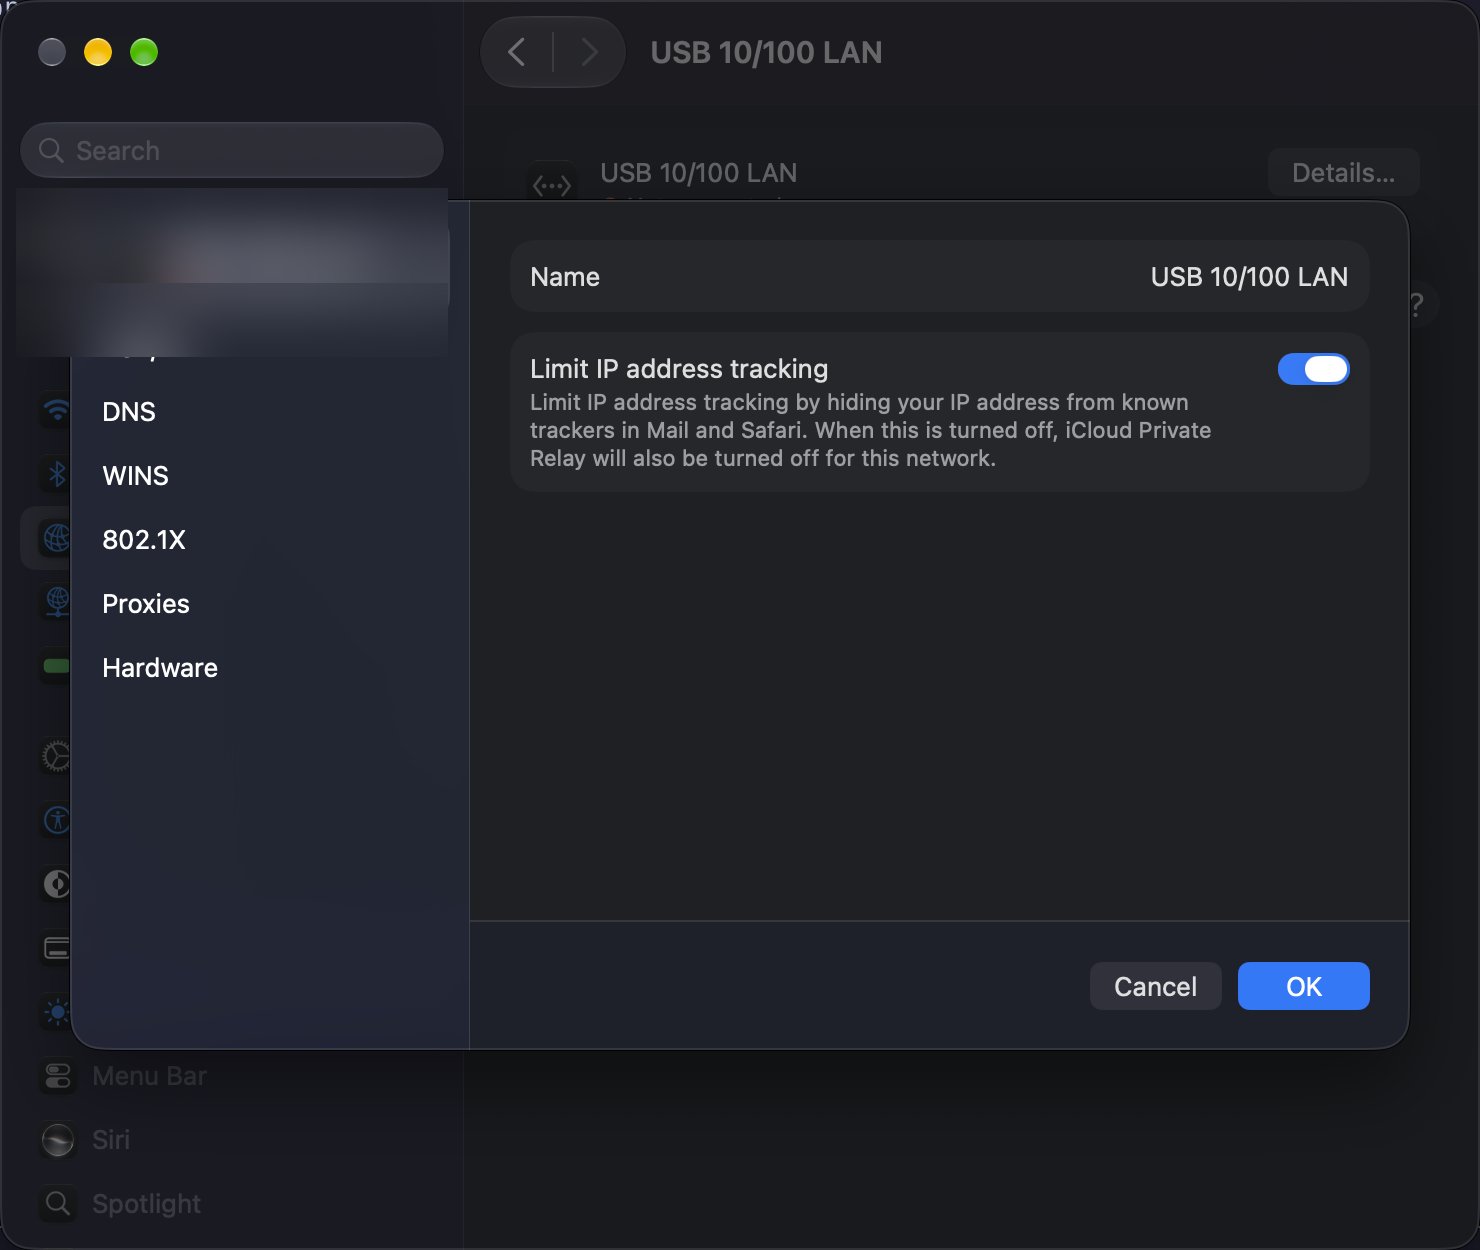 USB 10/100 LAN
Search
USB 10/100 LAN
Details...
Name
USB 10/100 LAN
?
Limit IP address tracking
Limit IP address tracking by hiding your IP address from known
trackers in Mail and Safari. When this is turned off, iCloud Private
Relay will also be turned off for this network.
DNS
WINS
802.1X
Proxies
Hardware
Cancel
OK
Menu Bar
Siri
Spotlight